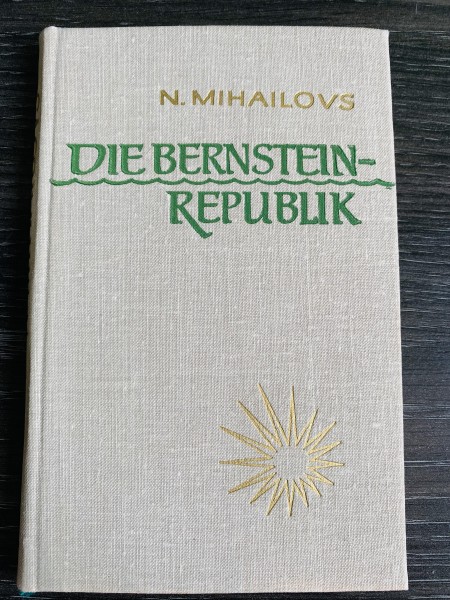 N. MIHAILOVS
DIE BERNSTEIN-
REPUBLIK